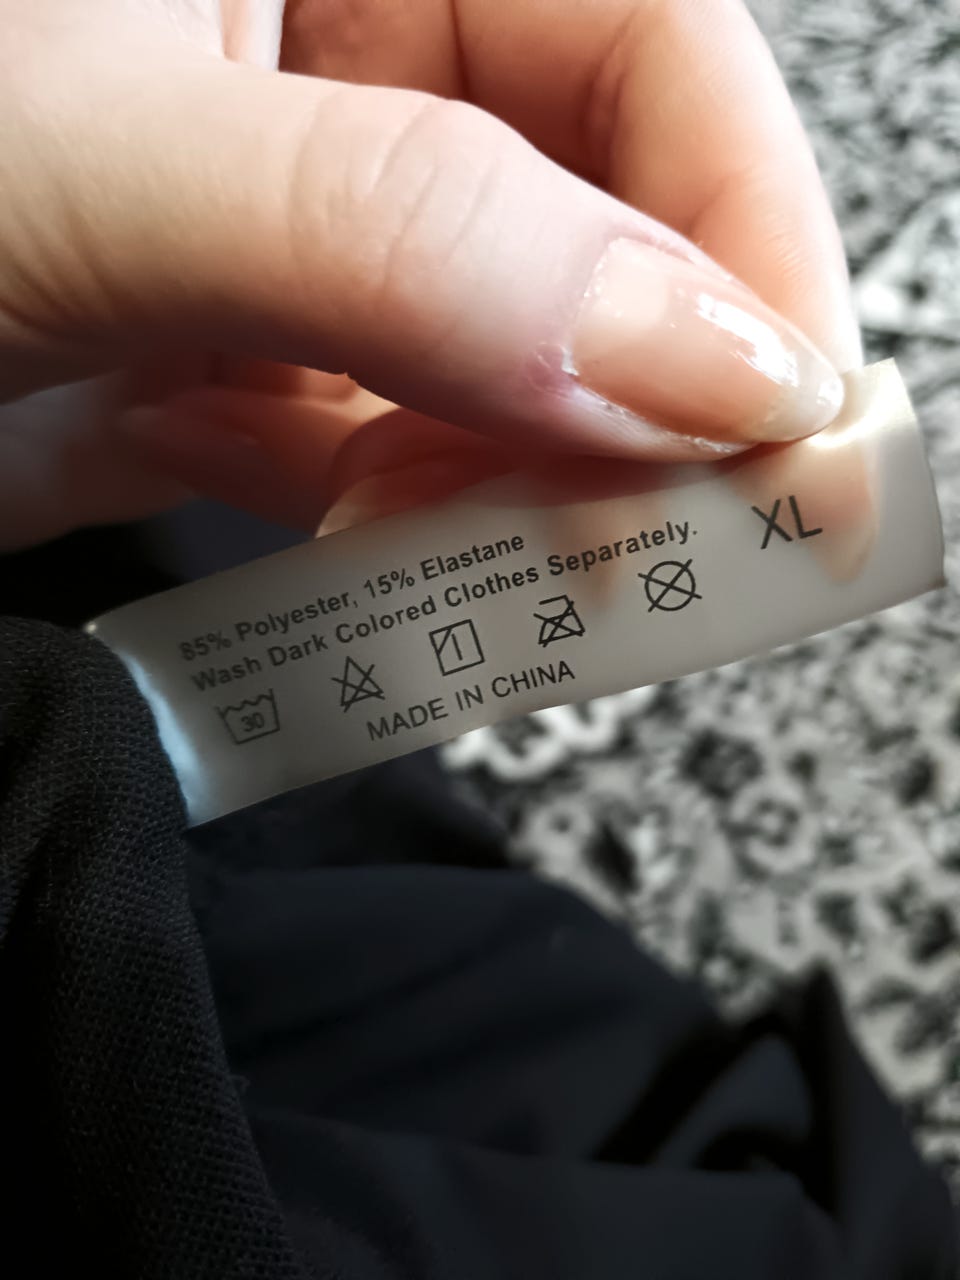 85% Polyester, 15% Elastane
Wash Dark Colored Clothes Separately.
XL
30
MADE IN CHINA